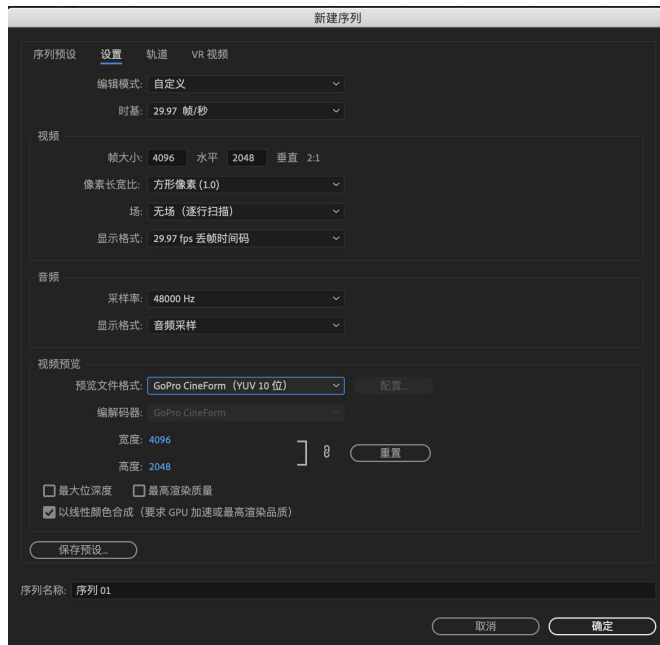 新建序列
序列预设 设置 轨道 VR 视频
编辑模式: 自定义
时基: 29.97 帧/秒
视频
帧大小: 4096 水平 2048 垂直 2:1
像素长宽比: 方形像素 (1.0)
场: 无场（逐行扫描）
显示格式: 29.97 fps 丢帧时间码
音频
采样率: 48000 Hz
显示格式: 音频采样
视频预览
预览文件格式: GoPro CineForm（YUV 10 位） 配置...
编解码器: GoPro CineForm
宽度: 4096
高度: 2048
重置
最大位深度 最高渲染质量
以线性颜色合成（要求 GPU 加速或最高渲染品质）
保存预设...
序列名称: 序列 01
取消 确定